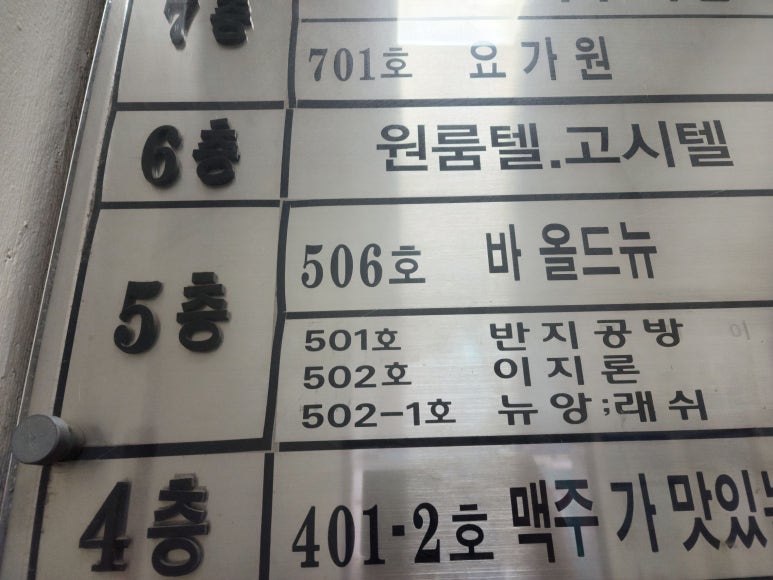 7층
701호 요가원
6층
원룸텔.고시텔
5층
506호 바 올드뉴
501호 반지공방
502호 이지론
502-1호 뉴앙;래쉬
4층
401-2호 맥주가 맛있